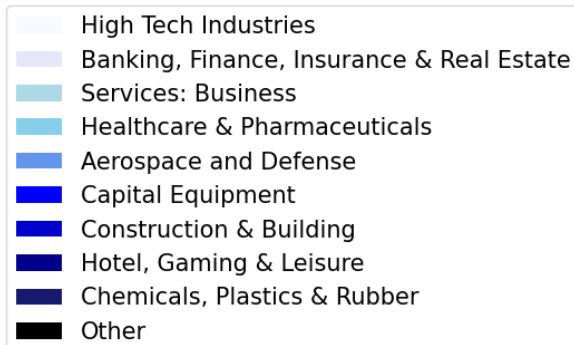 High Tech Industries
Banking, Finance, Insurance & Real Estate
Services: Business
Healthcare & Pharmaceuticals
Aerospace and Defense
Capital Equipment
Construction & Building
Hotel, Gaming & Leisure
Chemicals, Plastics & Rubber
Other